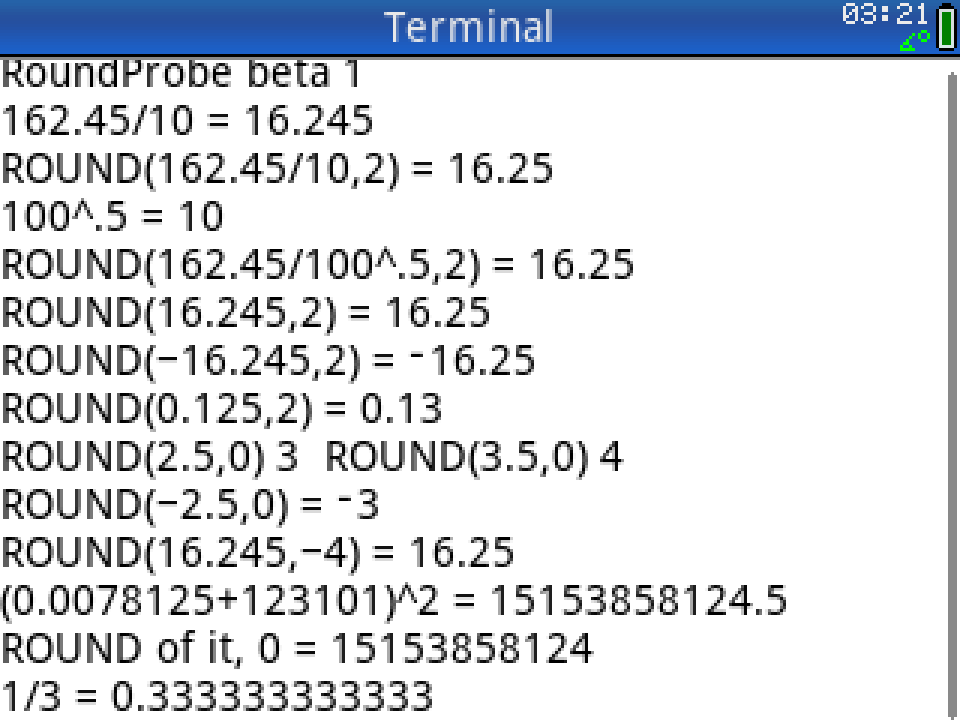 Terminal
03:21
RoundProbe beta 1
162.45/10 = 16.245
ROUND(162.45/10,2) = 16.25
100^.5 = 10
ROUND(162.45/100^.5,2) = 16.25
ROUND(16.245,2) = 16.25
ROUND(−16.245,2) = ⁻16.25
ROUND(0.125,2) = 0.13
ROUND(2.5,0) 3  ROUND(3.5,0) 4
ROUND(−2.5,0) = ⁻3
ROUND(16.245,−4) = 16.25
(0.0078125+123101)^2 = 15153858124.5
ROUND of it, 0 = 15153858124
1/3 = 0.333333333333